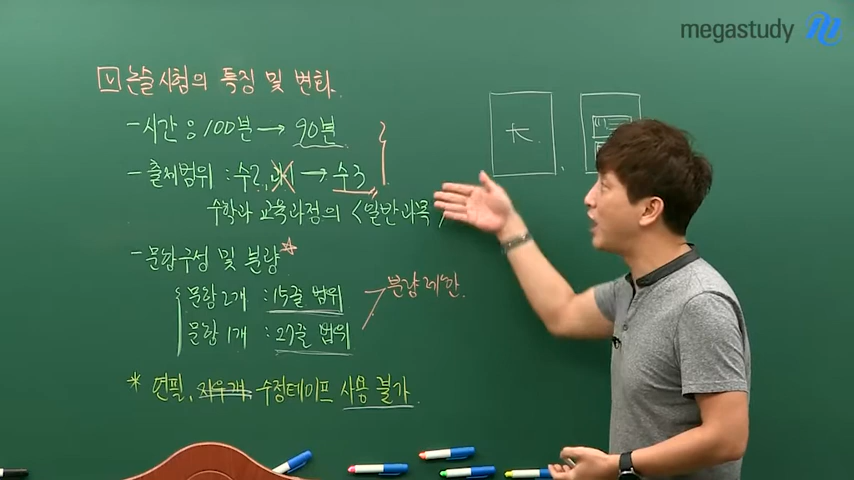 megastudy
V 논술시험의 특징 및 변화
- 시간 : 100분 → 90분
- 출제범위 : 수2, → 수3
수학과 교육과정의 <일반과목>
- 문항구성 및 분량*
문항 2개 : 15줄 범위
분량제한.
문항 1개 : 27줄 범위
* 연필, 지우개 수정테이프 사용 불가.